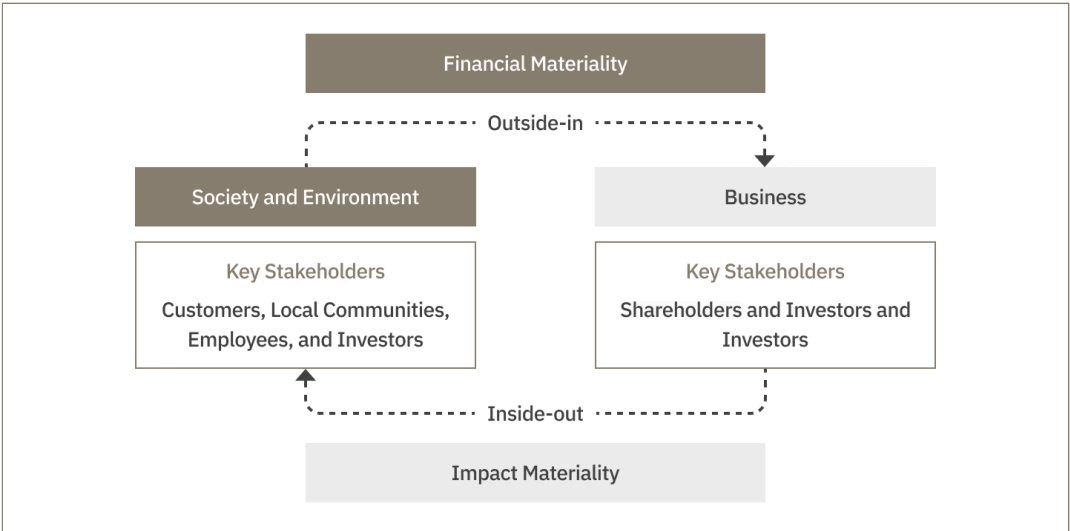 Financial Materiality
Outside-in
Society and Environment
Business
Key Stakeholders
Customers, Local Communities,
Employees, and Investors
Key Stakeholders
Shareholders and Investors and
Investors
Inside-out
Impact Materiality